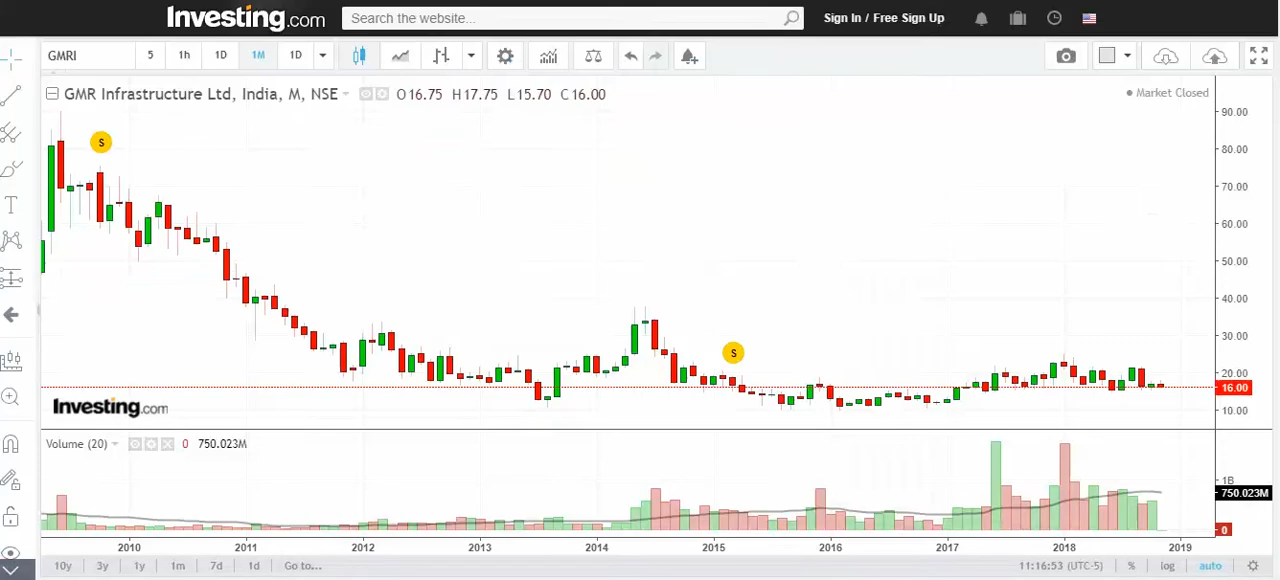 Investing.com Search the website... Sign In / Free Sign Up
GMRI 5 1h 1D 1M 1D
GMR Infrastructure Ltd, India, M, NSE O16.75 H17.75 L15.70 C16.00 Market Closed
90.00
S
80.00
70.00
60.00
50.00
40.00
30.00
S
20.00
16.00
Investing.com
10.00
Volume (20) 0 750.023M
1B
750.023M
0
2010 2011 2012 2013 2014 2015 2016 2017 2018 2019
10y 3y 1y 1m 7d 1d Go to... 11:16:53 (UTC-5) % log auto